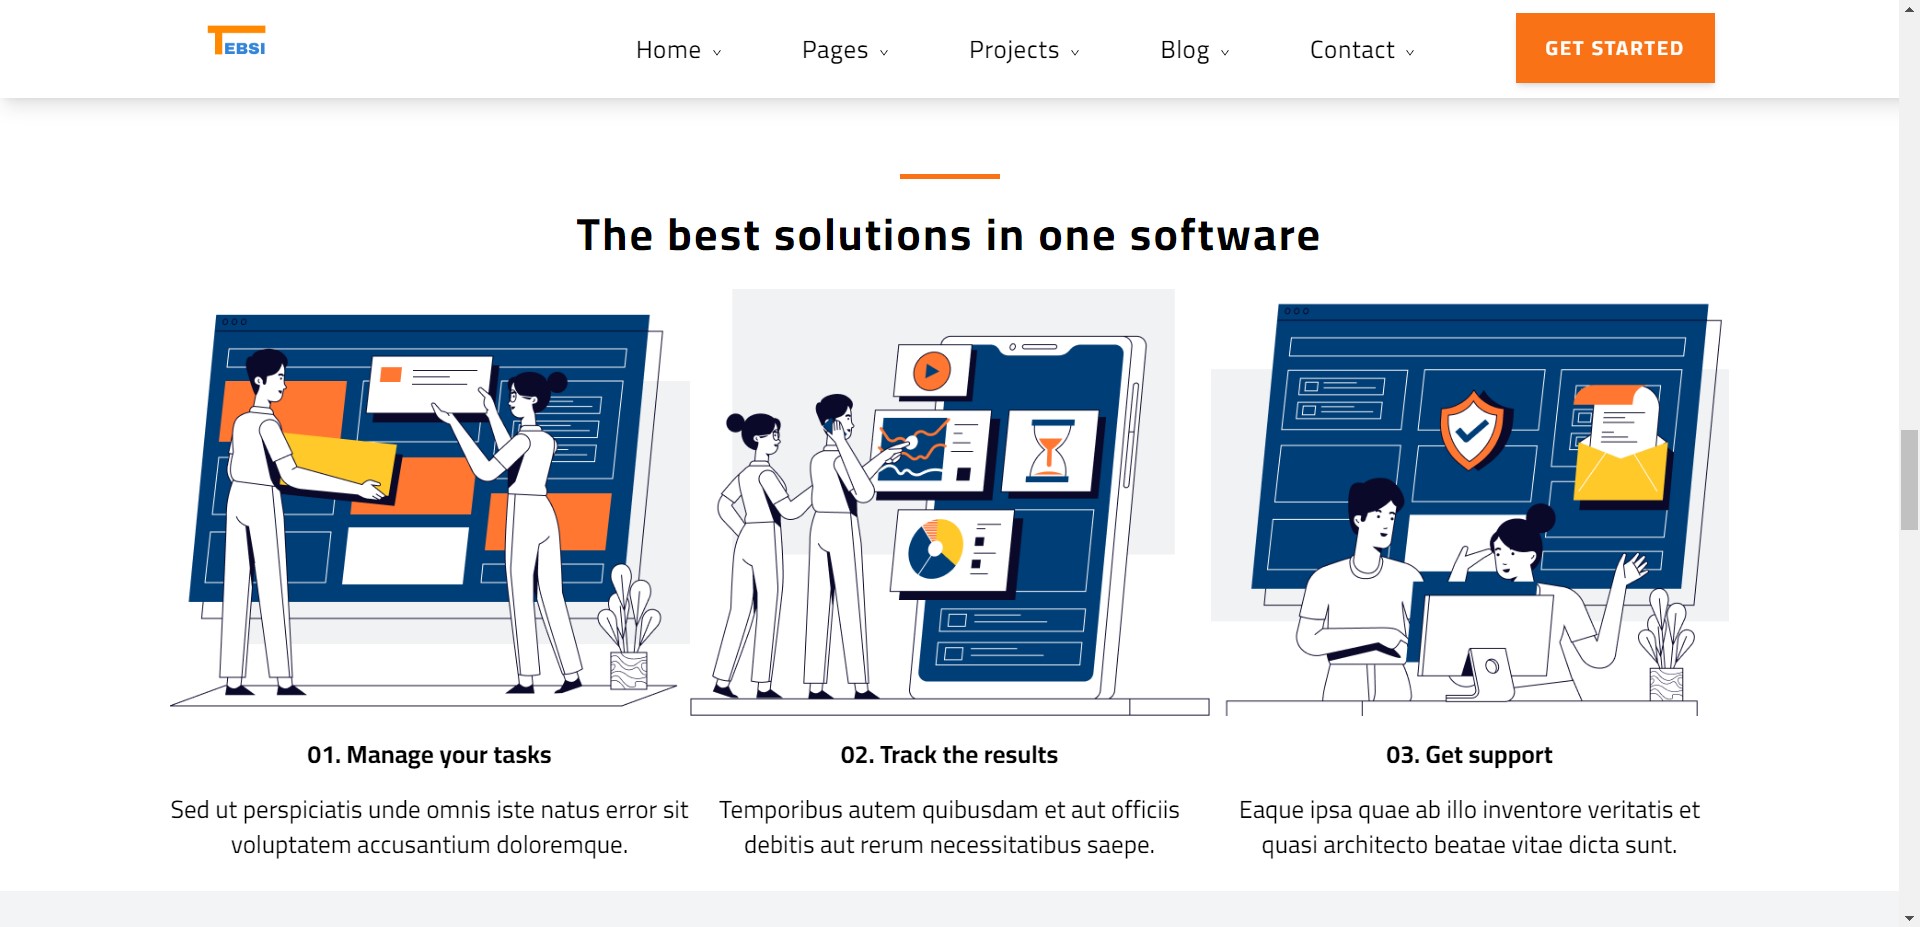 TEBSI
Home Pages Projects Blog Contact GET STARTED
The best solutions in one software
01. Manage your tasks
Sed ut perspiciatis unde omnis iste natus error sit
voluptatem accusantium doloremque.
02. Track the results
Temporibus autem quibusdam et aut officiis
debitis aut rerum necessitatibus saepe.
03. Get support
Eaque ipsa quae ab illo inventore veritatis et
quasi architecto beatae vitae dicta sunt.